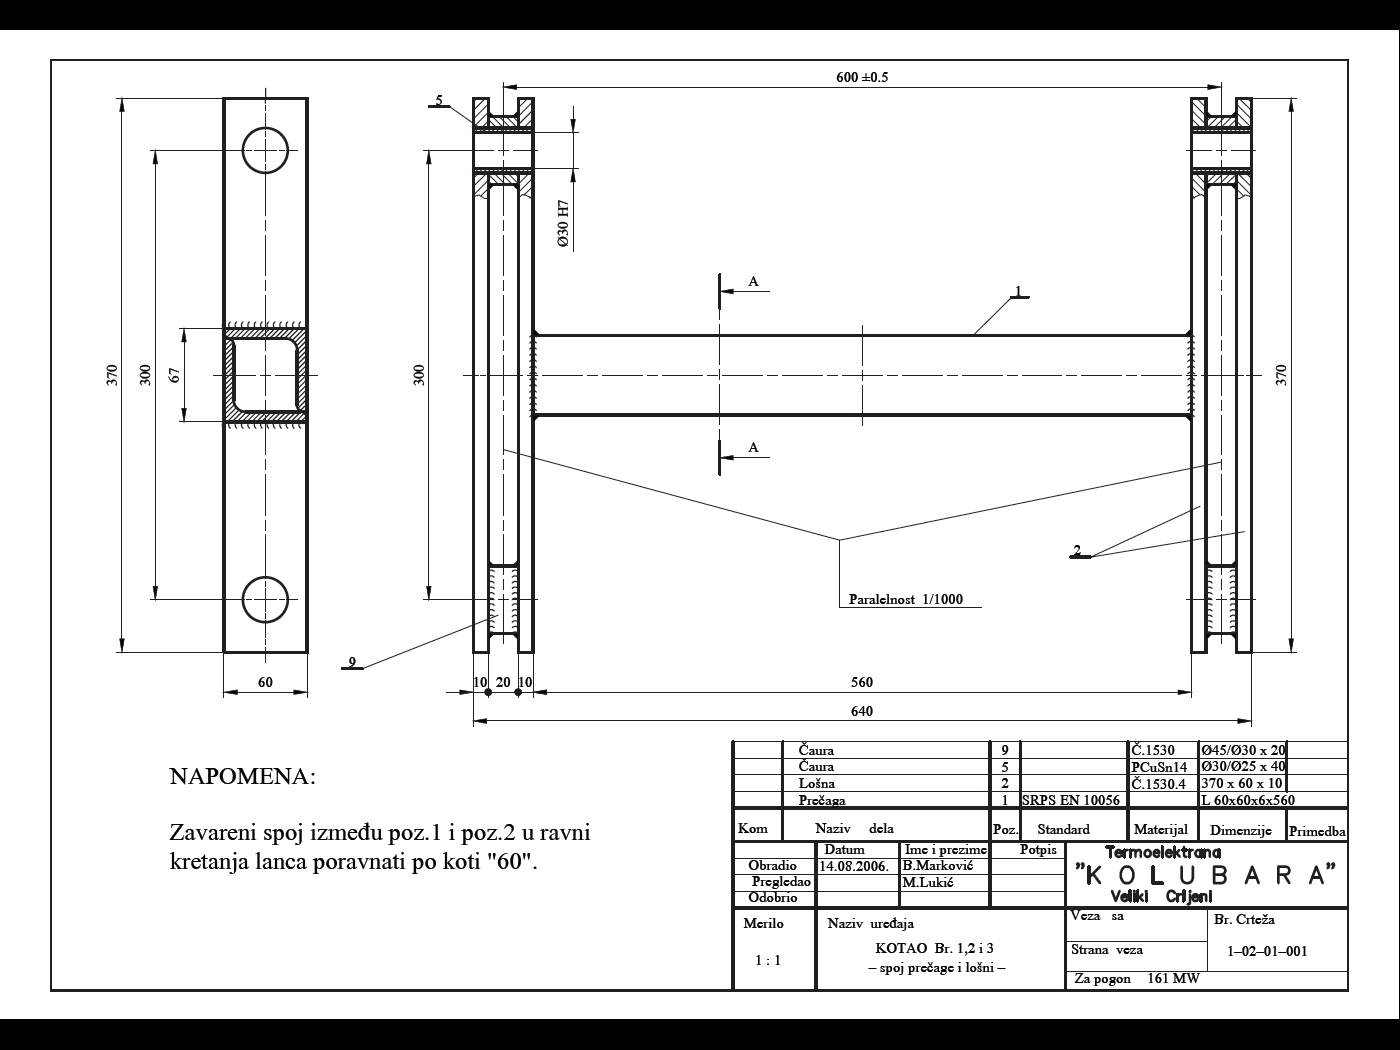 600 ±0.5
5
Ø30 H7
370
300
67
300
370
A
A
1
2
Paralelnost 1/1000
9
60
10 20 10
560
640
NAPOMENA:
Zavareni spoj između poz.1 i poz.2 u ravni
kretanja lanca poravnati po koti "60".
Čaura 9 Č.1530 Ø45/Ø30 x 20
Čaura 5 PCuSn14 Ø30/Ø25 x 40
Lošna 2 Č.1530.4 370 x 60 x 10
Prečaga 1 SRPS EN 10056 L 60x60x6x560
Kom Naziv dela Poz. Standard Materijal Dimenzije Primedba
Datum Ime i prezime Potpis
Obradio 14.08.2006. B.Marković
Pregledao M.Lukić
Odobrio
Termoelektrana
"K O L U B A R A"
Veliki Crljeni
Merilo
1 : 1
Naziv uređaja
KOTAO Br. 1,2 i 3
– spoj prečage i lošni –
Veza sa
Strana veza
Br. Crteža
1–02–01–001
Za pogon 161 MW